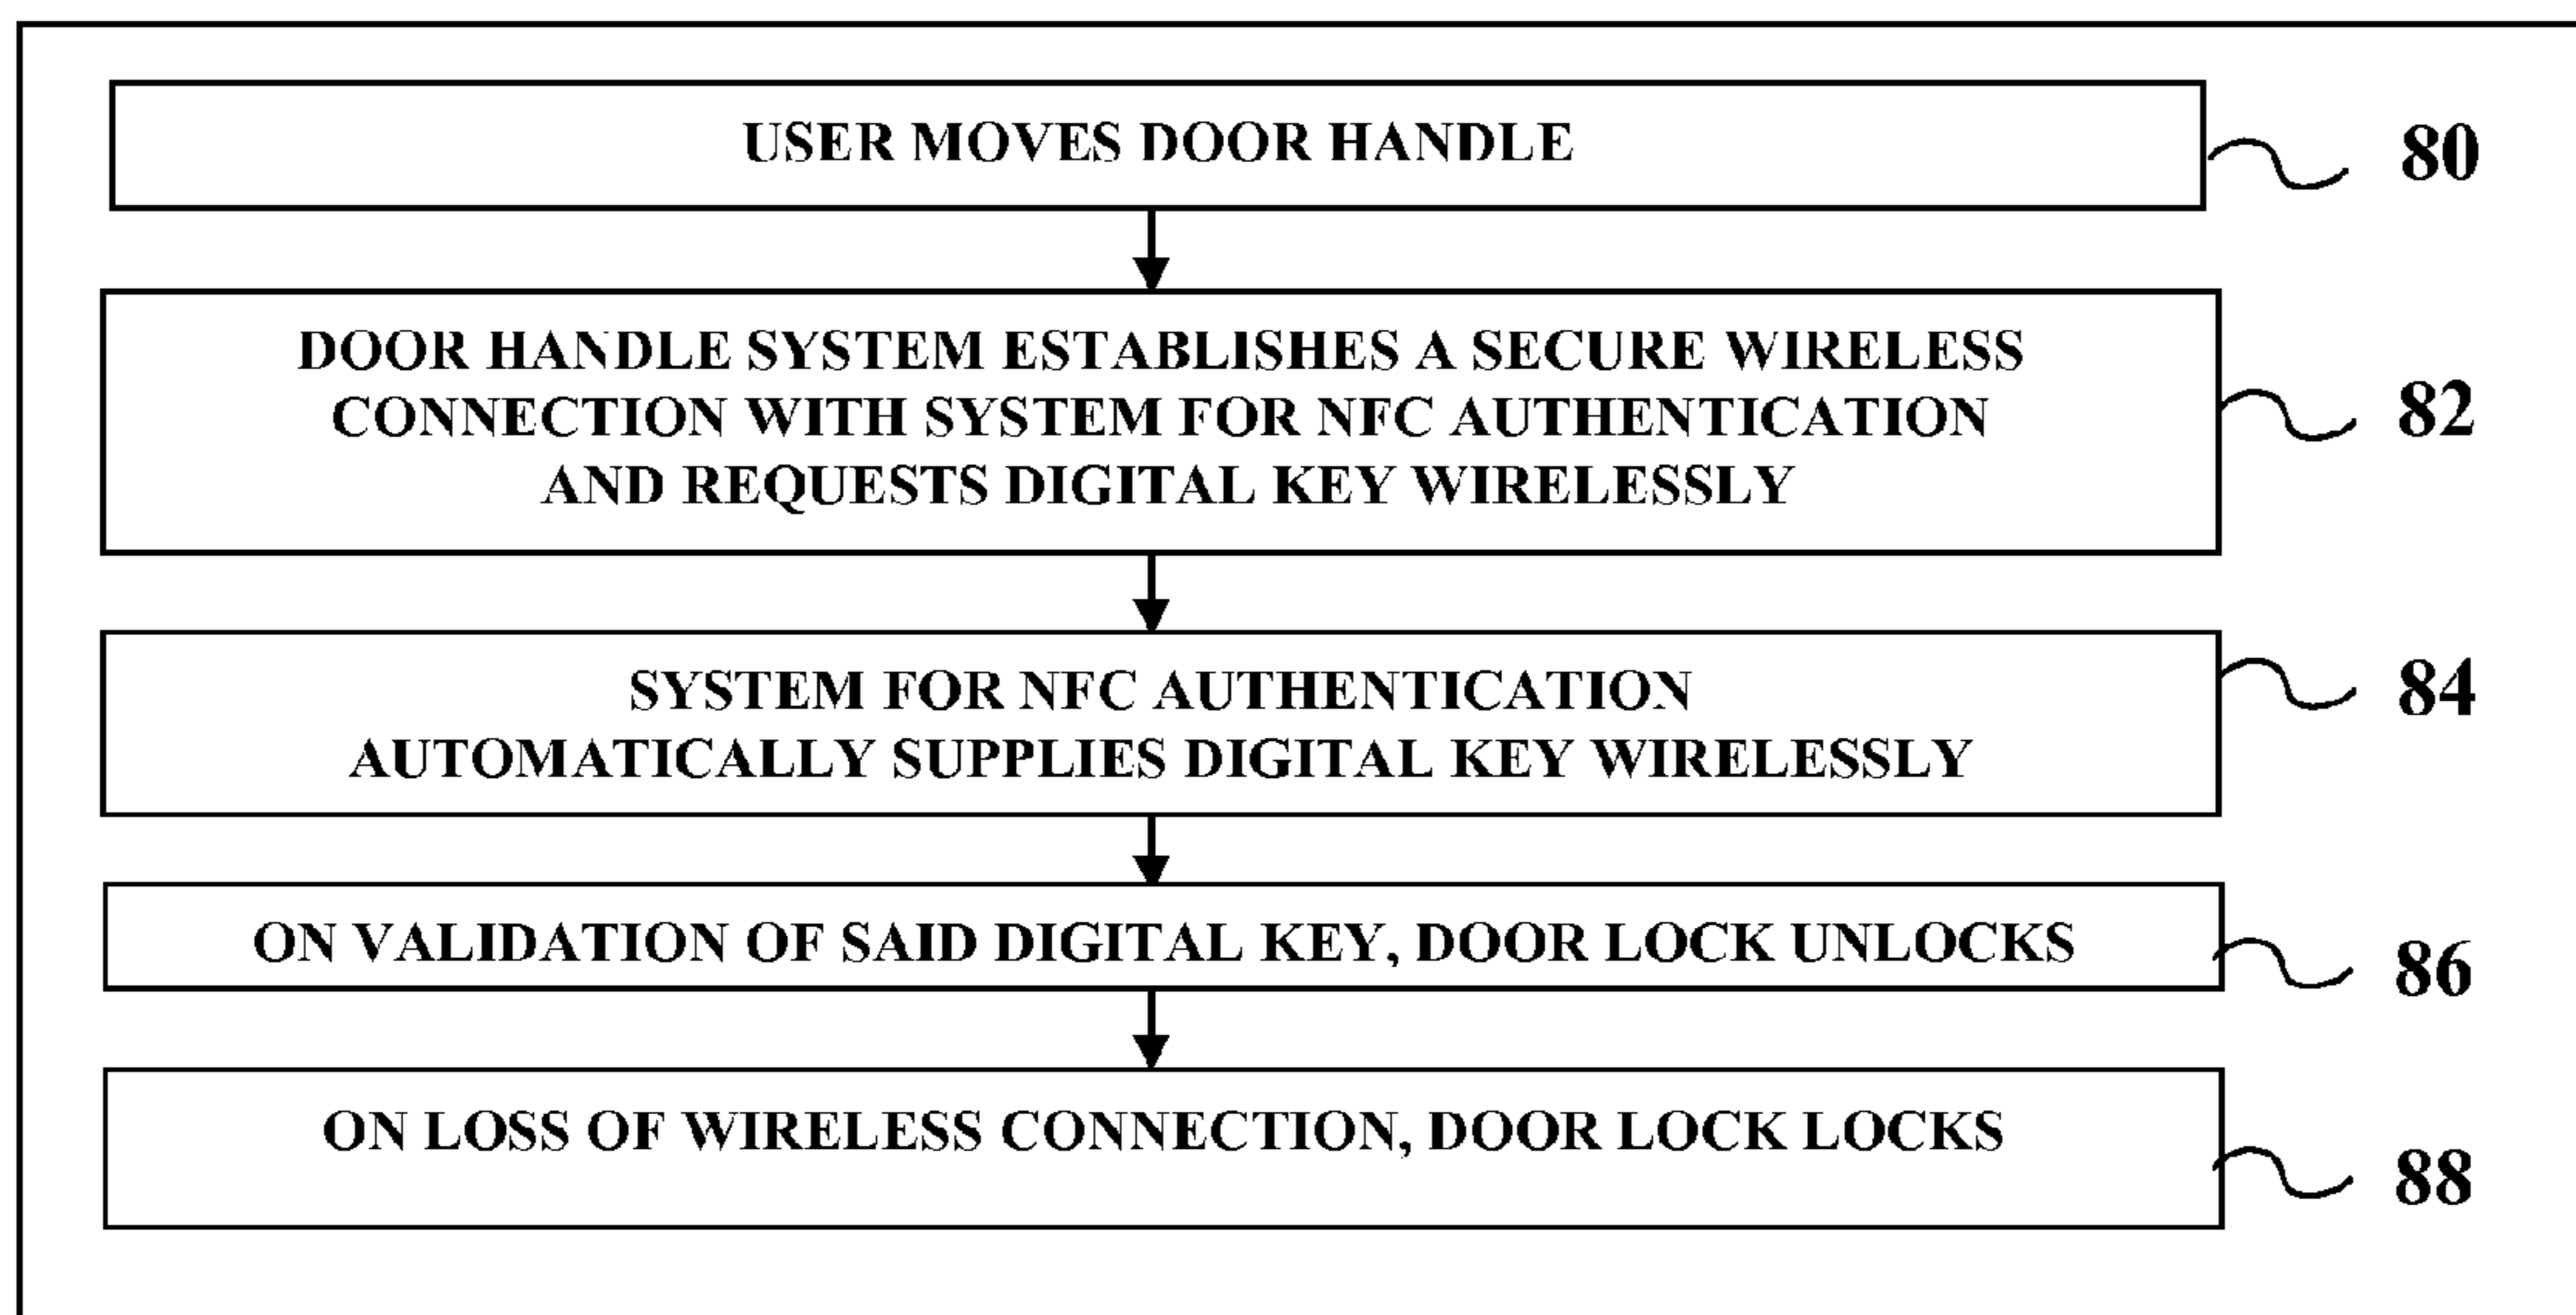 USER MOVES DOOR HANDLE
80
DOOR HANDLE SYSTEM ESTABLISHES A SECURE WIRELESS
CONNECTION WITH SYSTEM FOR NFC AUTHENTICATION
AND REQUESTS DIGITAL KEY WIRELESSLY
82
SYSTEM FOR NFC AUTHENTICATION
AUTOMATICALLY SUPPLIES DIGITAL KEY WIRELESSLY
84
ON VALIDATION OF SAID DIGITAL KEY, DOOR LOCK UNLOCKS
86
ON LOSS OF WIRELESS CONNECTION, DOOR LOCK LOCKS
88